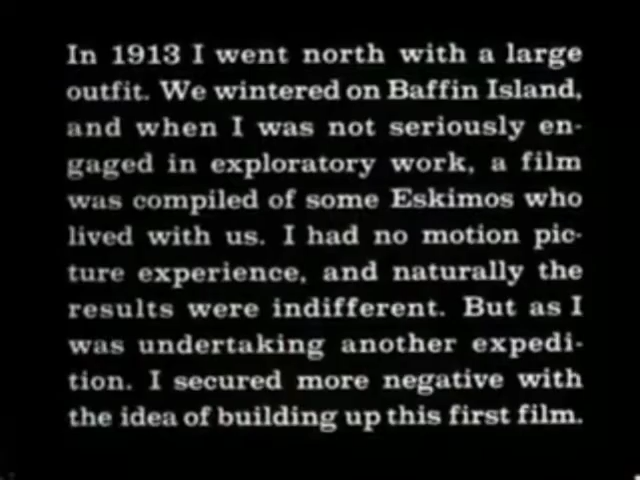 In 1913 I went north with a large
outfit. We wintered on Baffin Island,
and when I was not seriously en-
gaged in exploratory work, a film
was compiled of some Eskimos who
lived with us. I had no motion pic-
ture experience, and naturally the
results were indifferent. But as I
was undertaking another expedi-
tion. I secured more negative with
the idea of building up this first film.